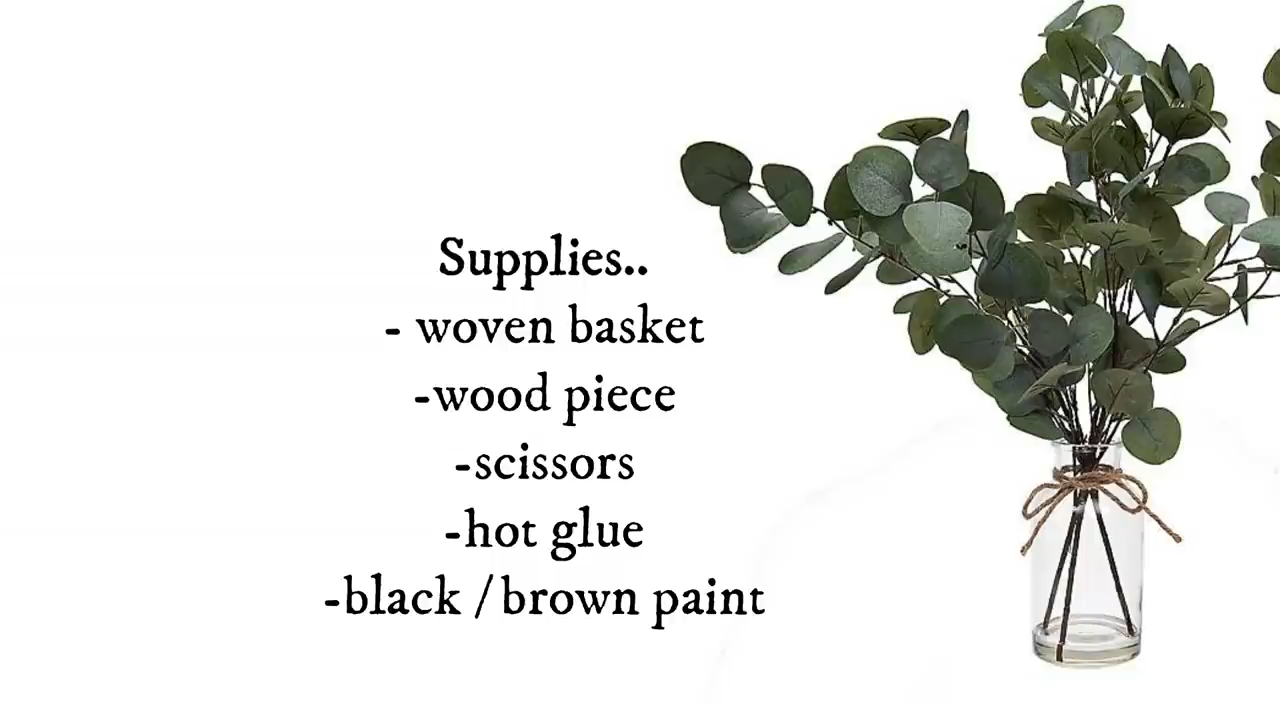 Supplies..
- woven basket
-wood piece
-scissors
-hot glue
-black / brown paint